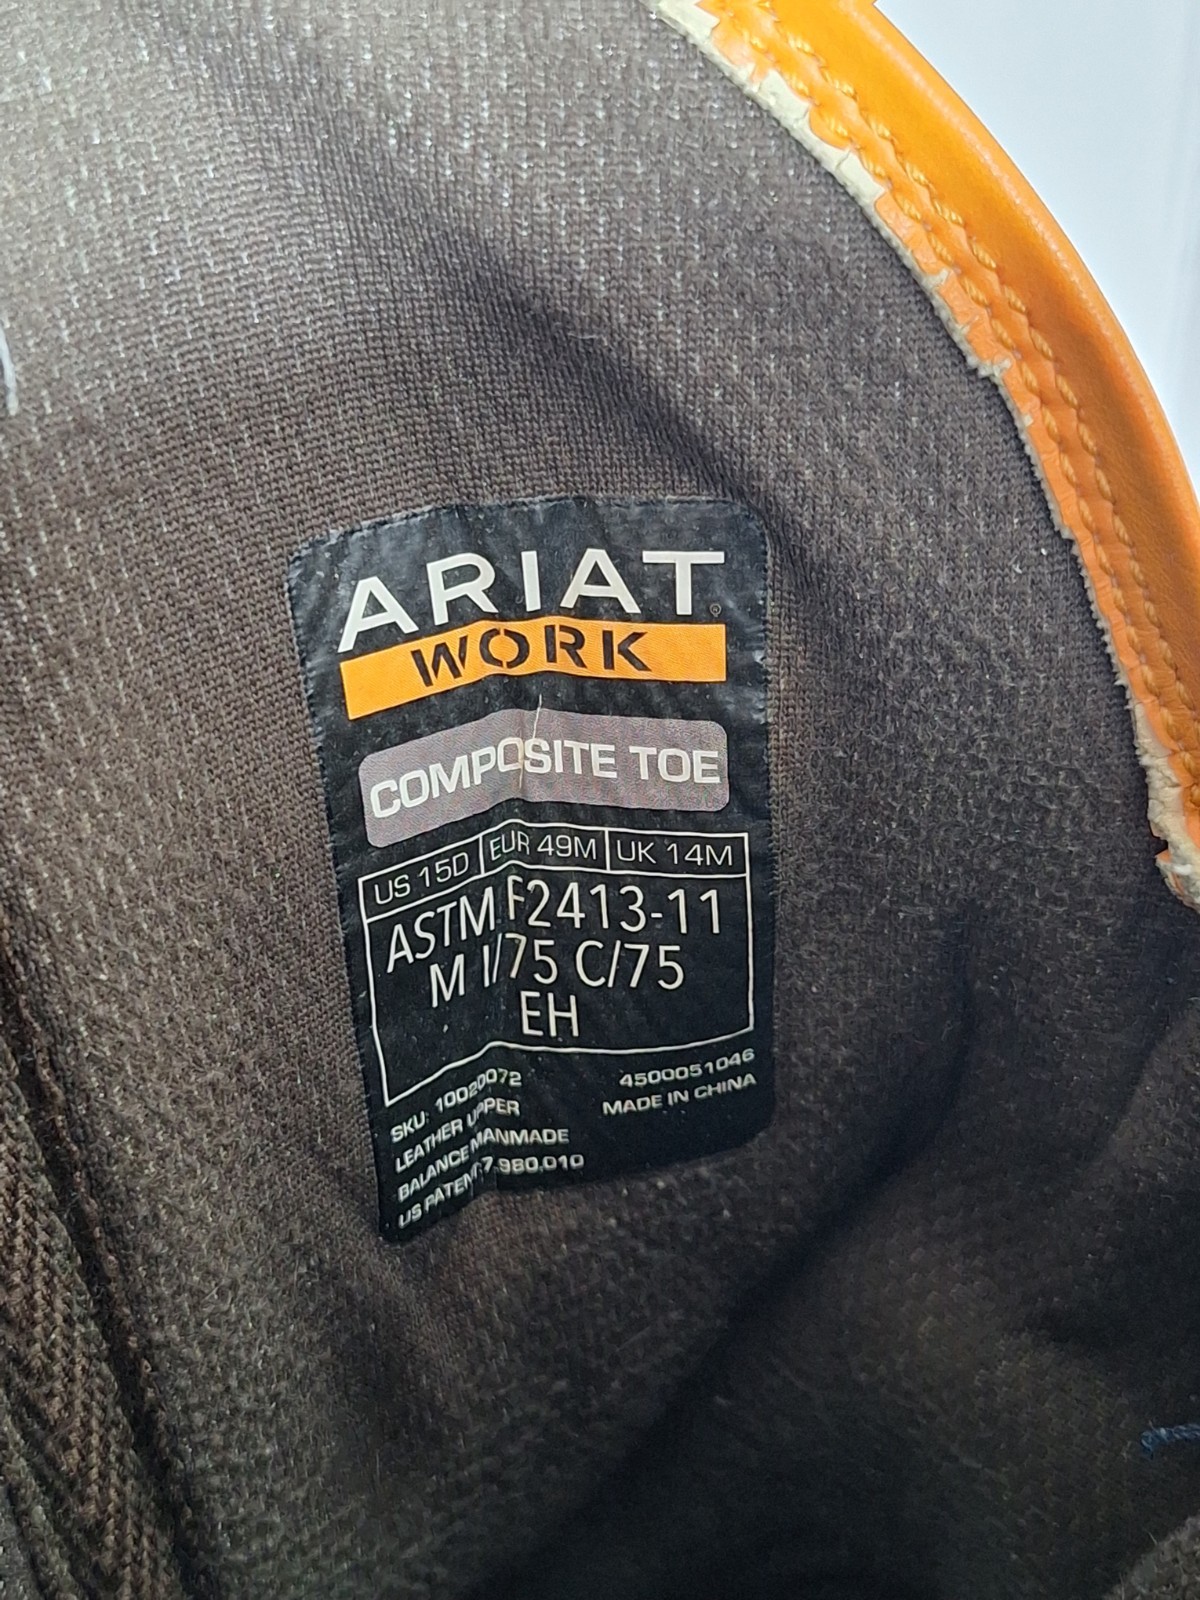 ARIAT®
WORK
COMPOSITE TOE
US 15D EUR 49M UK 14M
ASTM F2413-11
M I/75 C/75
EH
SKU: 10020072 4500051046
LEATHER UPPER MADE IN CHINA
BALANCE MANMADE
US PATENT 7,980,010